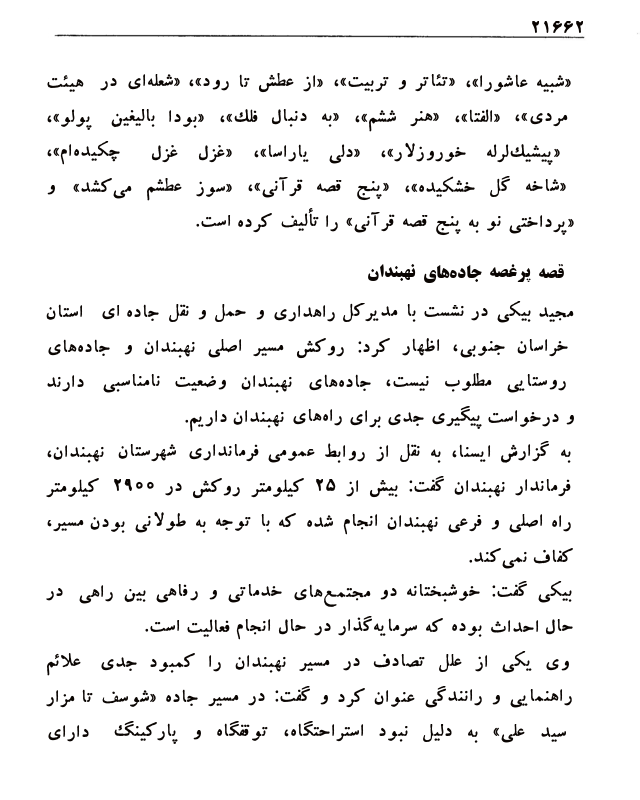 ۲۱۶۶۲
«شبیه عاشورا»، «تئاتر و تربیت»، «از عطش تا رود»، «شعله‌ای در هیئت
مردی»، «الفتا»، «هنر ششم»، «به دنبال فلك»، «بودا بالیغین پولو»،
«پیشیك‌لرله خوروزلار»، «دلی یاراسا»، «غزل غزل چکیده‌ام»،
«شاخه گل خشکیده»، «پنج قصه قرآنی»، «سوز عطشم می‌کشد» و
«پرداختی نو به پنج قصه قرآنی» را تألیف کرده است.
قصه پرغصه جاده‌های نهبندان
مجید بیکی در نشست با مدیرکل راهداری و حمل و نقل جاده ای استان
خراسان جنوبی، اظهار کرد: روکش مسیر اصلی نهبندان و جاده‌های
روستایی مطلوب نیست، جاده‌های نهبندان وضعیت نامناسبی دارند
و درخواست پیگیری جدی برای راه‌های نهبندان داریم.
به گزارش ایسنا، به نقل از روابط عمومی فرمانداری شهرستان نهبندان،
فرماندار نهبندان گفت: بیش از ۲۵ کیلومتر روکش در ۲۹۰۰ کیلومتر
راه اصلی و فرعی نهبندان انجام شده که با توجه به طولانی بودن مسیر،
کفاف نمی‌کند.
بیکی گفت: خوشبختانه دو مجتمع‌های خدماتی و رفاهی بین راهی در
حال احداث بوده که سرمایه‌گذار در حال انجام فعالیت است.
وی یکی از علل تصادف در مسیر نهبندان را کمبود جدی علائم
راهنمایی و رانندگی عنوان کرد و گفت: در مسیر جاده «شوسف تا مزار
سید علی» به دلیل نبود استراحتگاه، توقفگاه و پارکینگ دارای